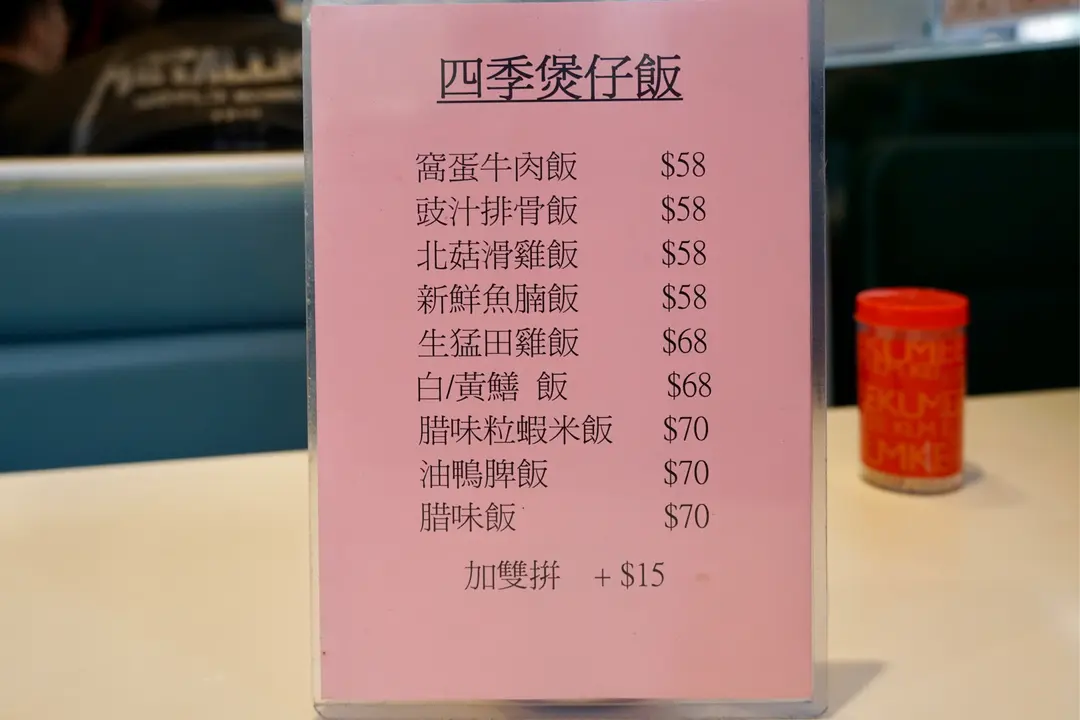 四季煲仔飯
窩蛋牛肉飯 $58
豉汁排骨飯 $58
北菇滑雞飯 $58
新鮮魚腩飯 $58
生猛田雞飯 $68
白/黃鱔 飯 $68
腊味粒蝦米飯 $70
油鴨脾飯 $70
腊味飯 $70
加雙拼 + $15
METALLICA